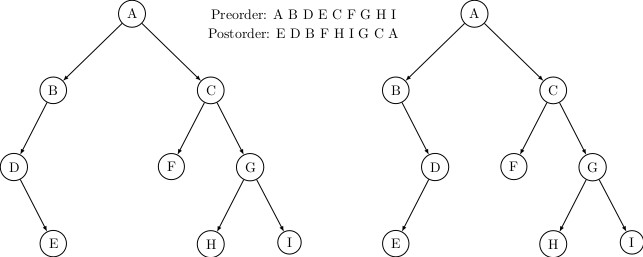 Preorder: A B D E C F G H I
Postorder: E D B F H I G C A
A
A
B
C
B
C
D
F
G
D
F
G
E
H
I
E
H
I